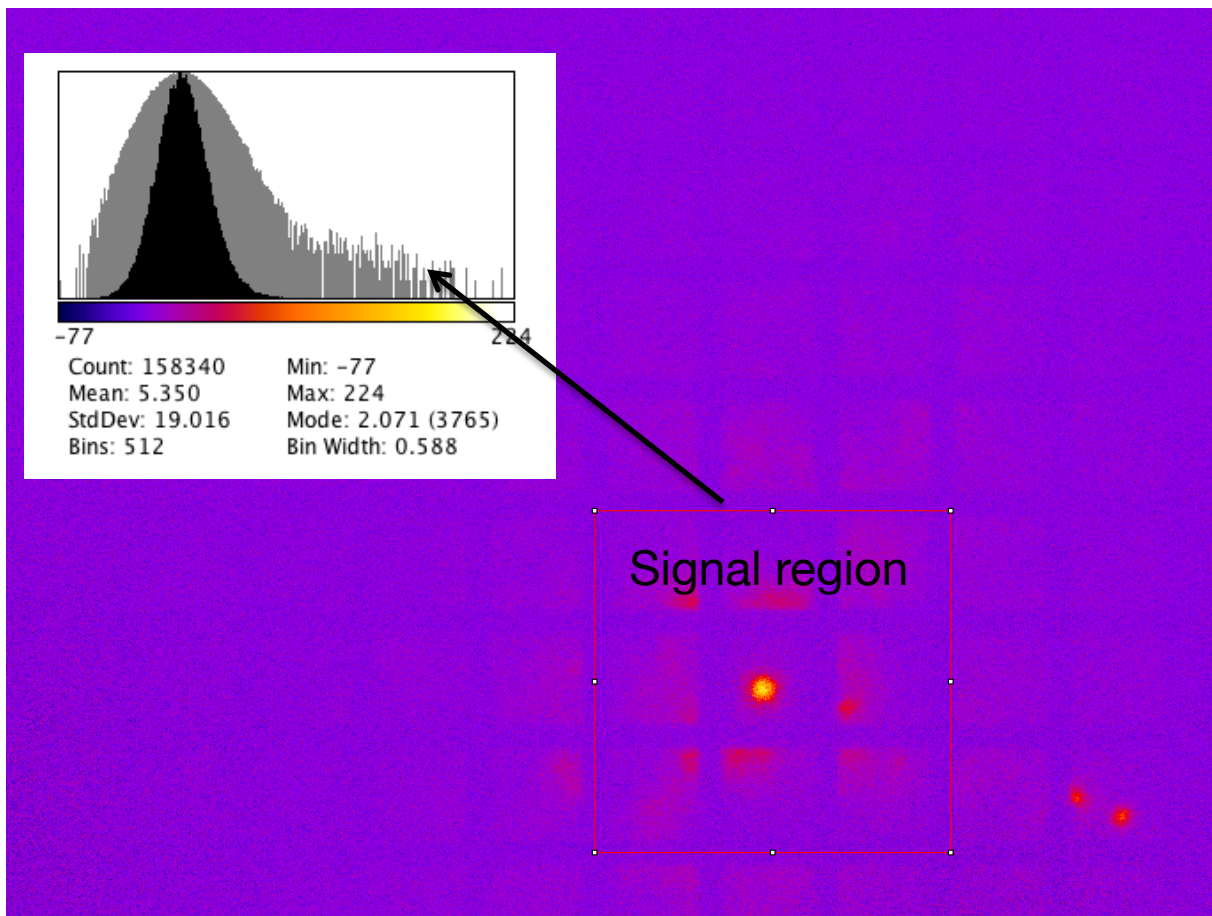 -77 224
Count: 158340 Min: -77
Mean: 5.350 Max: 224
StdDev: 19.016 Mode: 2.071 (3765)
Bins: 512 Bin Width: 0.588
Signal region